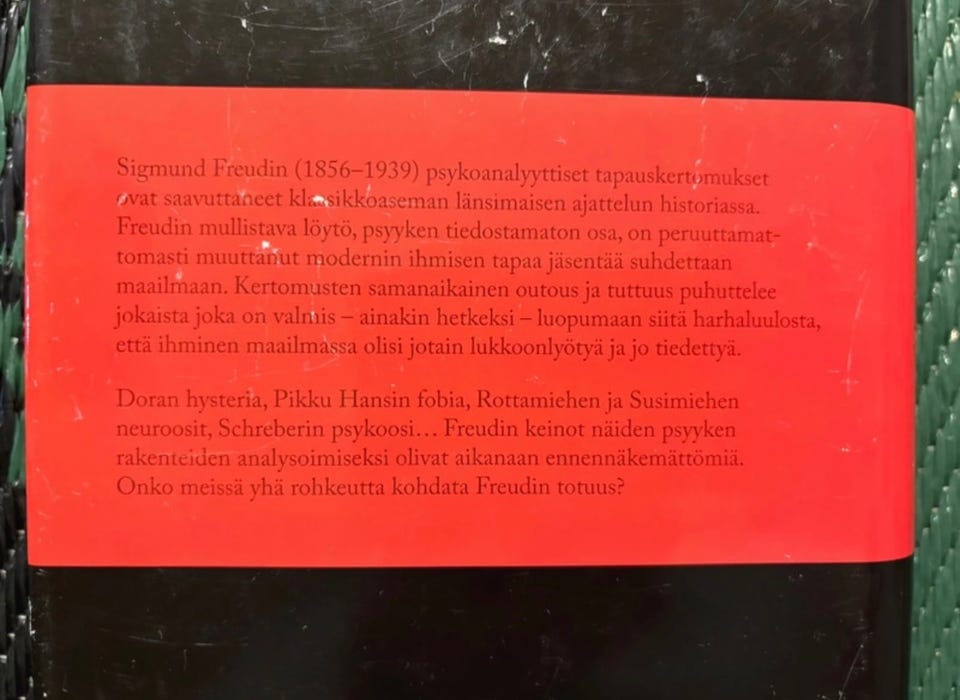 Sigmund Freudin (1856–1939) psykoanalyyttiset tapauskertomukset
ovat saavuttaneet klassikkoaseman länsimaisen ajattelun historiassa.
Freudin mullistava löytö, psyyken tiedostamaton osa, on peruuttamat-
tomasti muuttanut modernin ihmisen tapaa jäsentää suhdettaan
maailmaan. Kertomusten samanaikainen outous ja tuttuus puhuttelee
jokaista joka on valmis – ainakin hetkeksi – luopumaan siitä harhaluulosta,
että ihminen maailmassa olisi jotain lukkoonlyötyä ja jo tiedettyä.
Doran hysteria, Pikku Hansin fobia, Rottamiehen ja Susimiehen
neuroosit, Schreberin psykoosi... Freudin keinot näiden psyyken
rakenteiden analysoimiseksi olivat aikanaan ennennäkemättömiä.
Onko meissä yhä rohkeutta kohdata Freudin totuus?